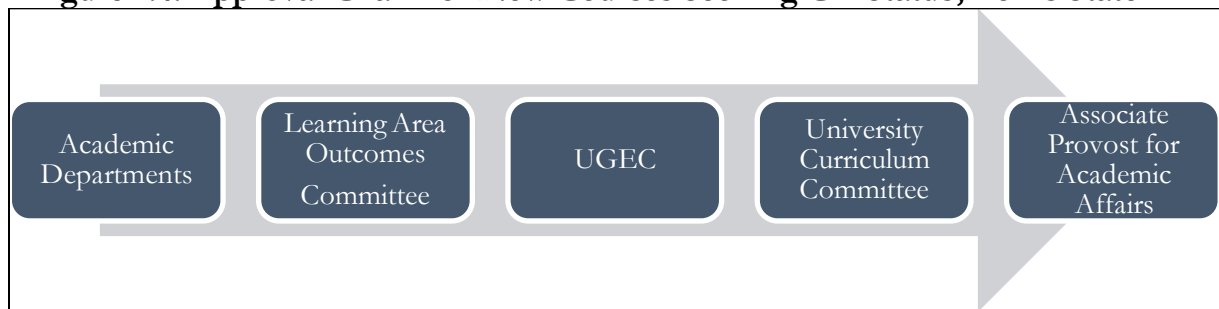 Academic
Departments
Learning Area
Outcomes
Committee
UGEC
University
Curriculum
Committee
Associate
Provost for
Academic
Affairs